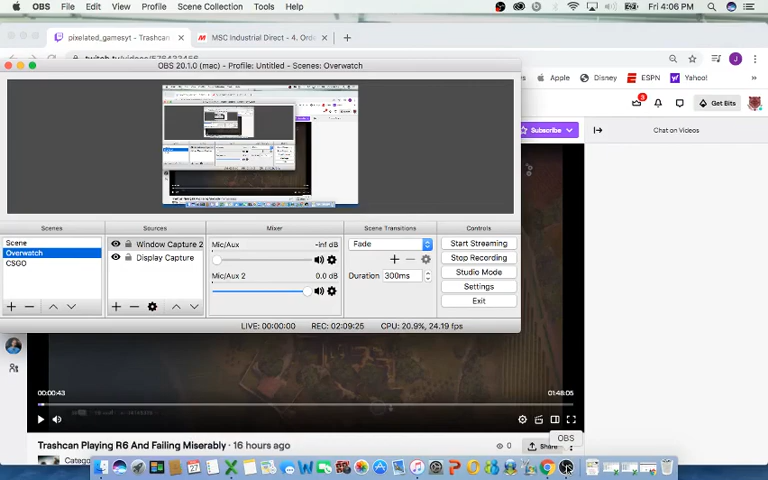 OBS File Edit View Profile Scene Collection Tools Help
Fri 4:06 PM
pixelated_gamesyt - Trashcan
MSC Industrial Direct - 4. Ord
twitch.tv/videos/
Apple Disney ESPN Yahoo!
OBS 20.1.0 (mac) - Profile: Untitled - Scenes: Overwatch
3
Get Bits
Subscribe
Chat on Videos
Scenes Sources Mixer Scene Transitions Controls
Scene
Overwatch
CSGO
Window Capture 2
Display Capture
Mic/Aux -inf dB
Mic/Aux 2 0.0 dB
Fade
Duration 300ms
Start Streaming
Stop Recording
Studio Mode
Settings
Exit
LIVE: 00:00:00 REC: 02:09:25 CPU: 20.9%, 24.19 fps
00:00:43 01:48:05
OBS
Trashcan Playing R6 And Failing Miserably · 16 hours ago
0 Share